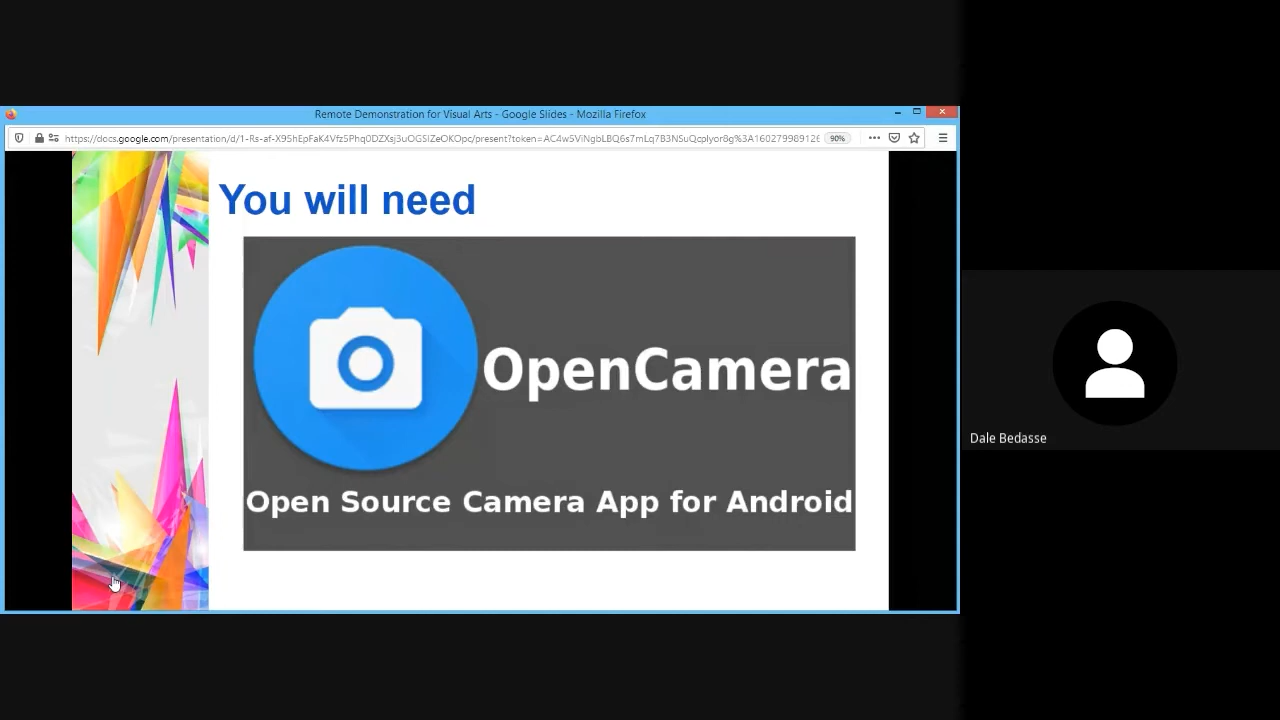 Remote Demonstration for Visual Arts - Google Slides - Mozilla Firefox
90%
You will need
OpenCamera
Open Source Camera App for Android
Dale Bedasse